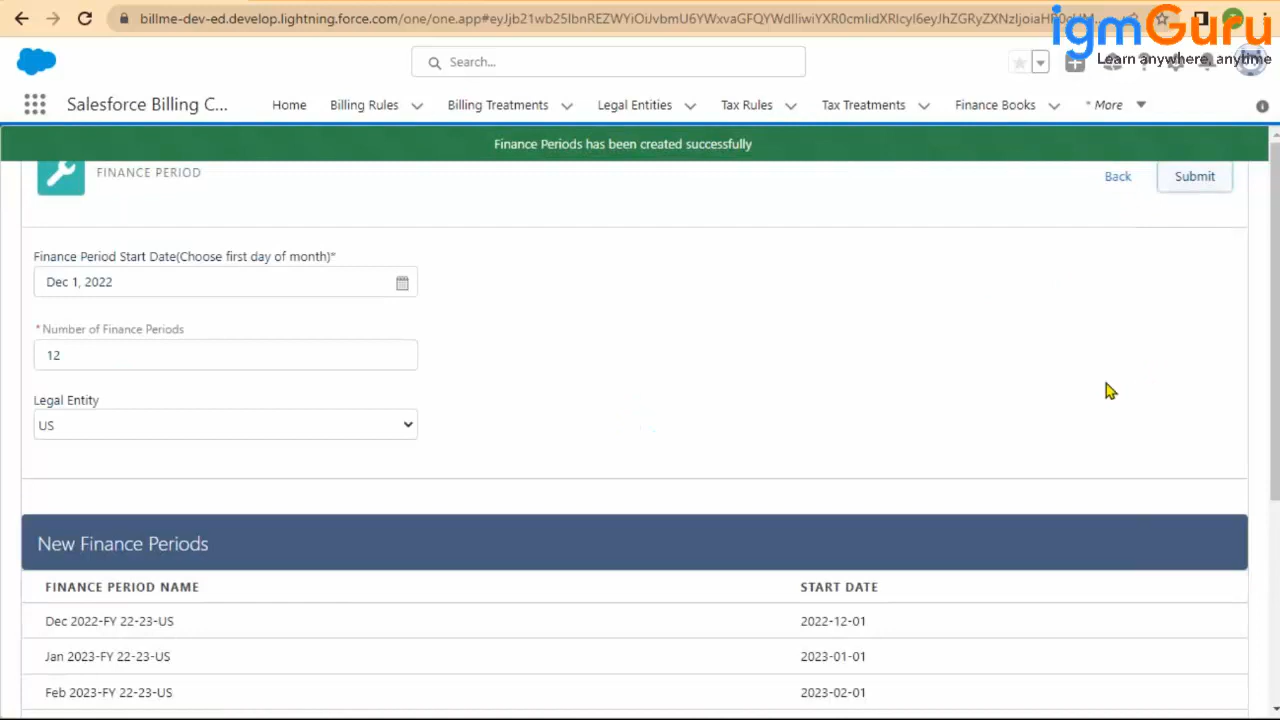 billme-dev-ed.develop.lightning.force.com
igmGuru
Learn anywhere, anytime
Search...
Salesforce Billing C... Home Billing Rules Billing Treatments Legal Entities Tax Rules Tax Treatments Finance Books * More
Finance Periods has been created successfully
FINANCE PERIOD Back Submit
Finance Period Start Date(Choose first day of month)*
Dec 1, 2022
* Number of Finance Periods
12
Legal Entity
US
New Finance Periods
FINANCE PERIOD NAME START DATE
Dec 2022-FY 22-23-US 2022-12-01
Jan 2023-FY 22-23-US 2023-01-01
Feb 2023-FY 22-23-US 2023-02-01